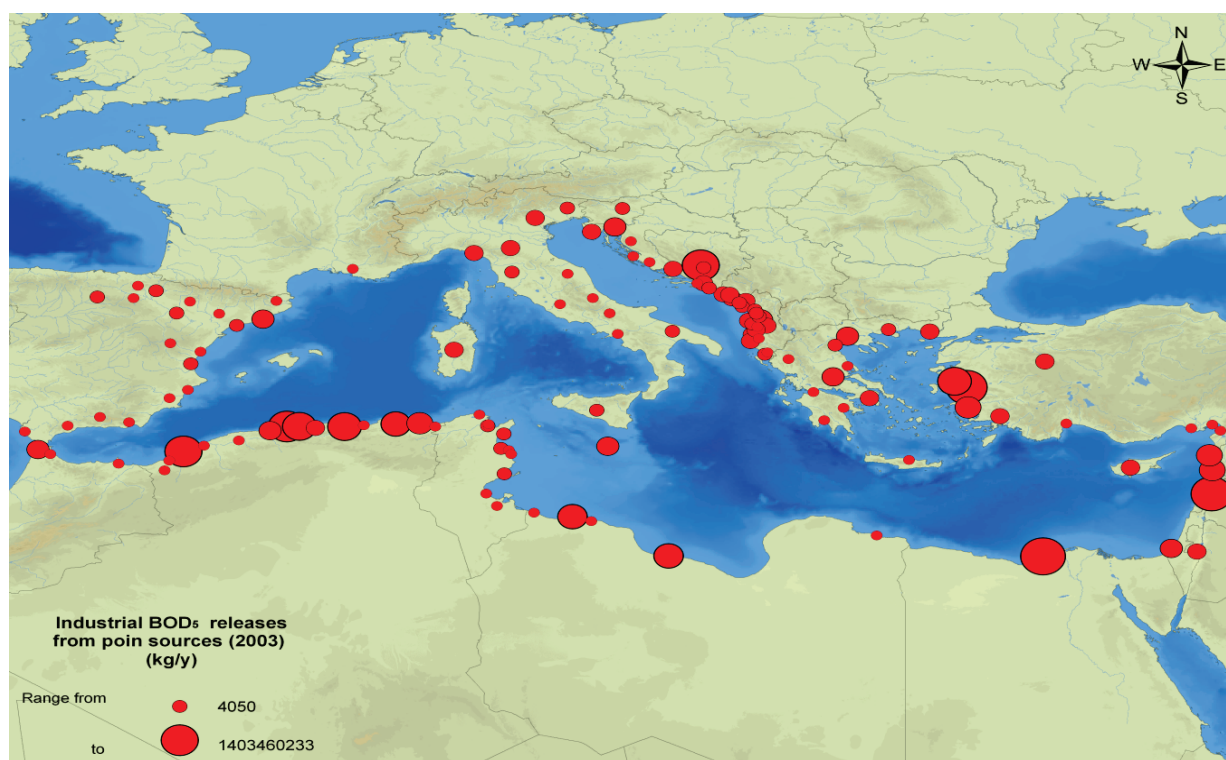 N
W E
S
Industrial BOD₅ releases
from poin sources (2003)
(kg/y)
Range from
4050
to
1403460233